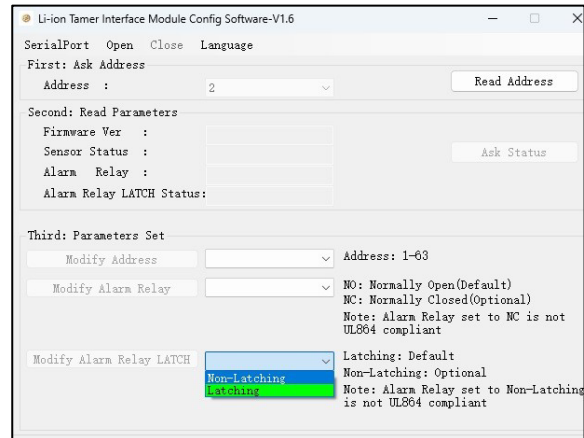 Li-ion Tamer Interface Module Config Software-V1.6
SerialPort Open Close Language
First: Ask Address
Address : 2
Read Address
Second: Read Parameters
Firmware Ver :
Sensor Status :
Ask Status
Alarm Relay :
Alarm Relay LATCH Status:
Third: Parameters Set
Modify Address
Address: 1-63
Modify Alarm Relay
NO: Normally Open(Default)
NC: Normally Closed(Optional)
Note: Alarm Relay set to NC is not
UL864 compliant
Modify Alarm Relay LATCH
Non-Latching
Latching
Latching: Default
Non-Latching: Optional
Note: Alarm Relay set to Non-Latching
is not UL864 compliant